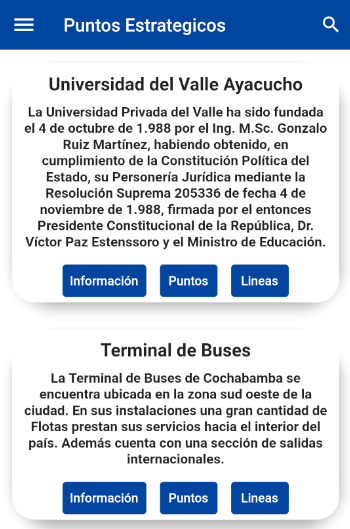 Puntos Estrategicos
Universidad del Valle Ayacucho
La Universidad Privada del Valle ha sido fundada
el 4 de octubre de 1.988 por el Ing. M.Sc. Gonzalo
Ruiz Martínez, habiendo obtenido, en
cumplimiento de la Constitución Política del
Estado, su Personería Jurídica mediante la
Resolución Suprema 205336 de fecha 4 de
noviembre de 1.988, firmada por el entonces
Presidente Constitucional de la República, Dr.
Víctor Paz Estenssoro y el Ministro de Educación.
Información Puntos Lineas
Terminal de Buses
La Terminal de Buses de Cochabamba se
encuentra ubicada en la zona sud oeste de la
ciudad. En sus instalaciones una gran cantidad de
Flotas prestan sus servicios hacia el interior del
país. Además cuenta con una sección de salidas
internacionales.
Información Puntos Lineas